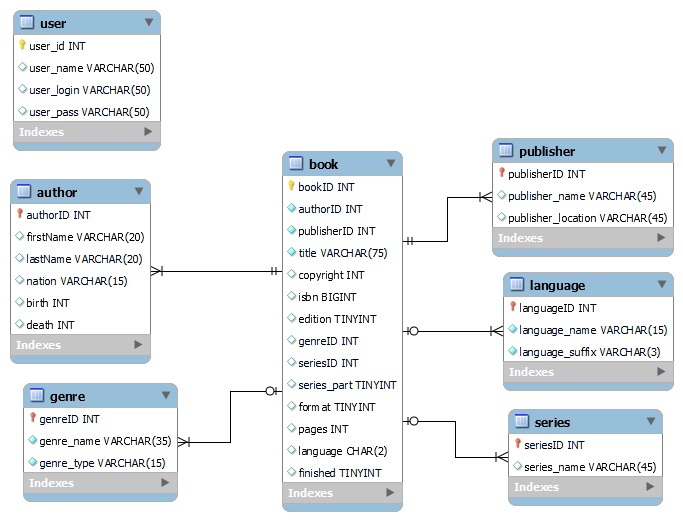 user
user_id INT
user_name VARCHAR(50)
user_login VARCHAR(50)
user_pass VARCHAR(50)
Indexes
author
authorID INT
firstName VARCHAR(20)
lastName VARCHAR(20)
nation VARCHAR(15)
birth INT
death INT
Indexes
genre
genreID INT
genre_name VARCHAR(35)
genre_type VARCHAR(15)
Indexes
book
bookID INT
authorID INT
publisherID INT
title VARCHAR(75)
copyright INT
isbn BIGINT
edition TINYINT
genreID INT
seriesID INT
series_part TINYINT
format TINYINT
pages INT
language CHAR(2)
finished TINYINT
Indexes
publisher
publisherID INT
publisher_name VARCHAR(45)
publisher_location VARCHAR(45)
Indexes
language
languageID INT
language_name VARCHAR(15)
language_suffix VARCHAR(3)
Indexes
series
seriesID INT
series_name VARCHAR(45)
Indexes